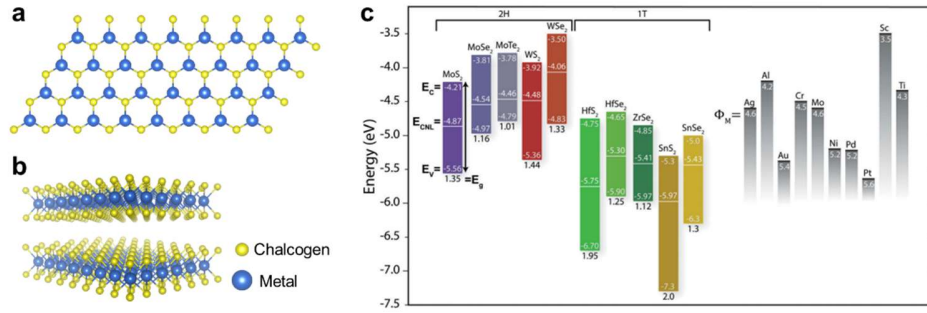 a
b
Chalcogen
Metal
c
2H
1T
Energy (eV)
-3.5
-4.0
-4.5
-5.0
-5.5
-6.0
-6.5
-7.0
-7.5
E_C=
E_CNL=
E_V=
MoS₂
-4.21
-4.87
-5.56
1.35
=E_g
MoSe₂
-3.81
-4.54
-4.97
1.16
MoTe₂
-3.78
-4.46
-4.79
1.01
WS₂
-3.92
-4.48
-5.36
1.44
WSe₂
-3.50
-4.06
-4.83
1.33
HfS₂
-4.75
-5.75
-6.70
1.95
HfSe₂
-4.65
-5.30
-5.90
1.25
ZrSe₂
-4.85
-5.41
-5.97
1.12
SnS₂
-5.3
-5.97
-7.3
2.0
SnSe₂
-5.0
-5.43
-6.3
1.3
Φ_M=
Ag
4.6
Al
4.2
Au
5.4
Cr
4.5
Mo
4.6
Ni
5.2
Pd
5.2
Pt
5.6
Sc
3.5
Ti
4.3